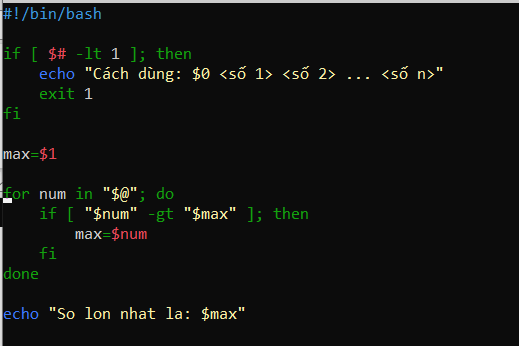 #!/bin/bash
if [ $# -lt 1 ]; then
echo "Cách dùng: $0 <số 1> <số 2> ... <số n>"
exit 1
fi
max=$1
for num in "$@"; do
if [ "$num" -gt "$max" ]; then
max=$num
fi
done
echo "So lon nhat la: $max"